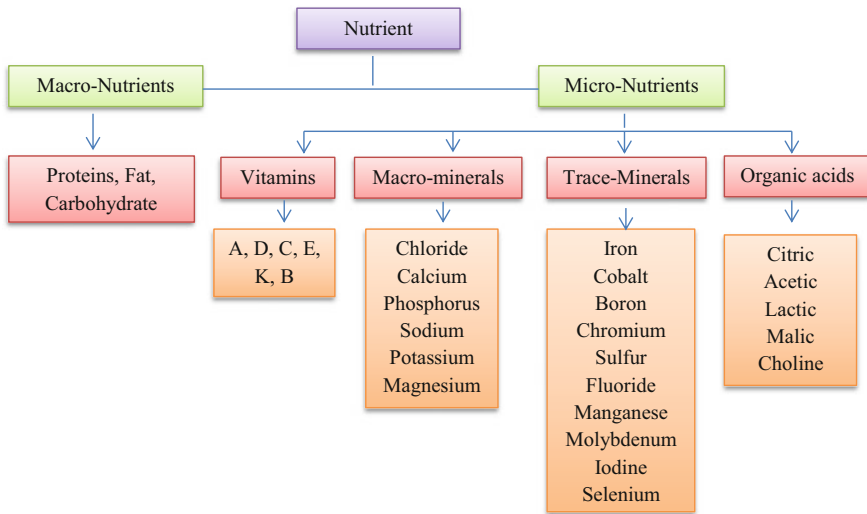 Nutrient
Macro-Nutrients
Micro-Nutrients
Proteins, Fat,
Carbohydrate
Vitamins
Macro-minerals
Trace-Minerals
Organic acids
A, D, C, E,
K, B
Chloride
Calcium
Phosphorus
Sodium
Potassium
Magnesium
Iron
Cobalt
Boron
Chromium
Sulfur
Fluoride
Manganese
Molybdenum
Iodine
Selenium
Citric
Acetic
Lactic
Malic
Choline